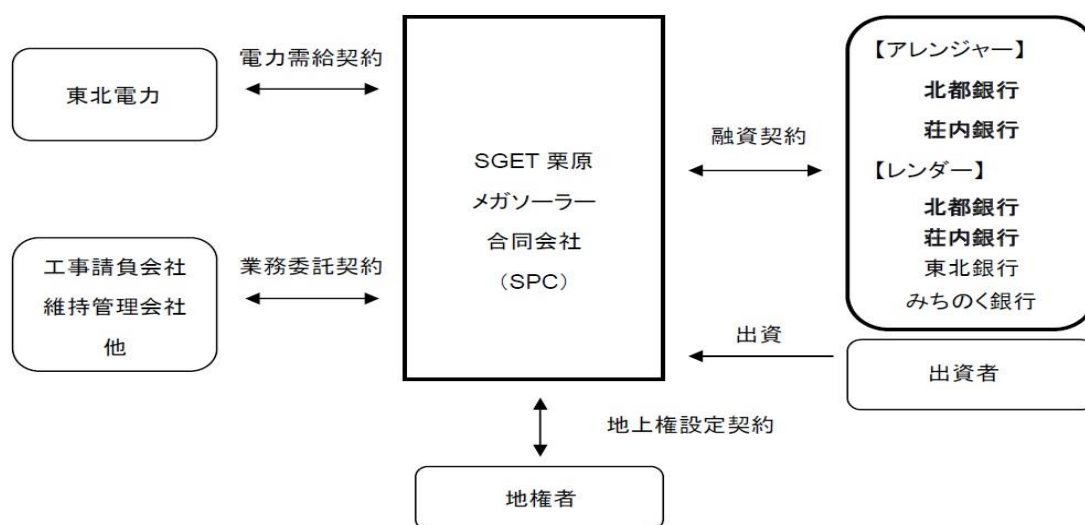 電力需給契約
東北電力
工事請負会社
維持管理会社
他
業務委託契約
SGET 栗原
メガソーラー
合同会社
（SPC）
融資契約
【アレンジャー】
北都銀行
荘内銀行
【レンダー】
北都銀行
荘内銀行
東北銀行
みちのく銀行
出資
出資者
地上権設定契約
地権者